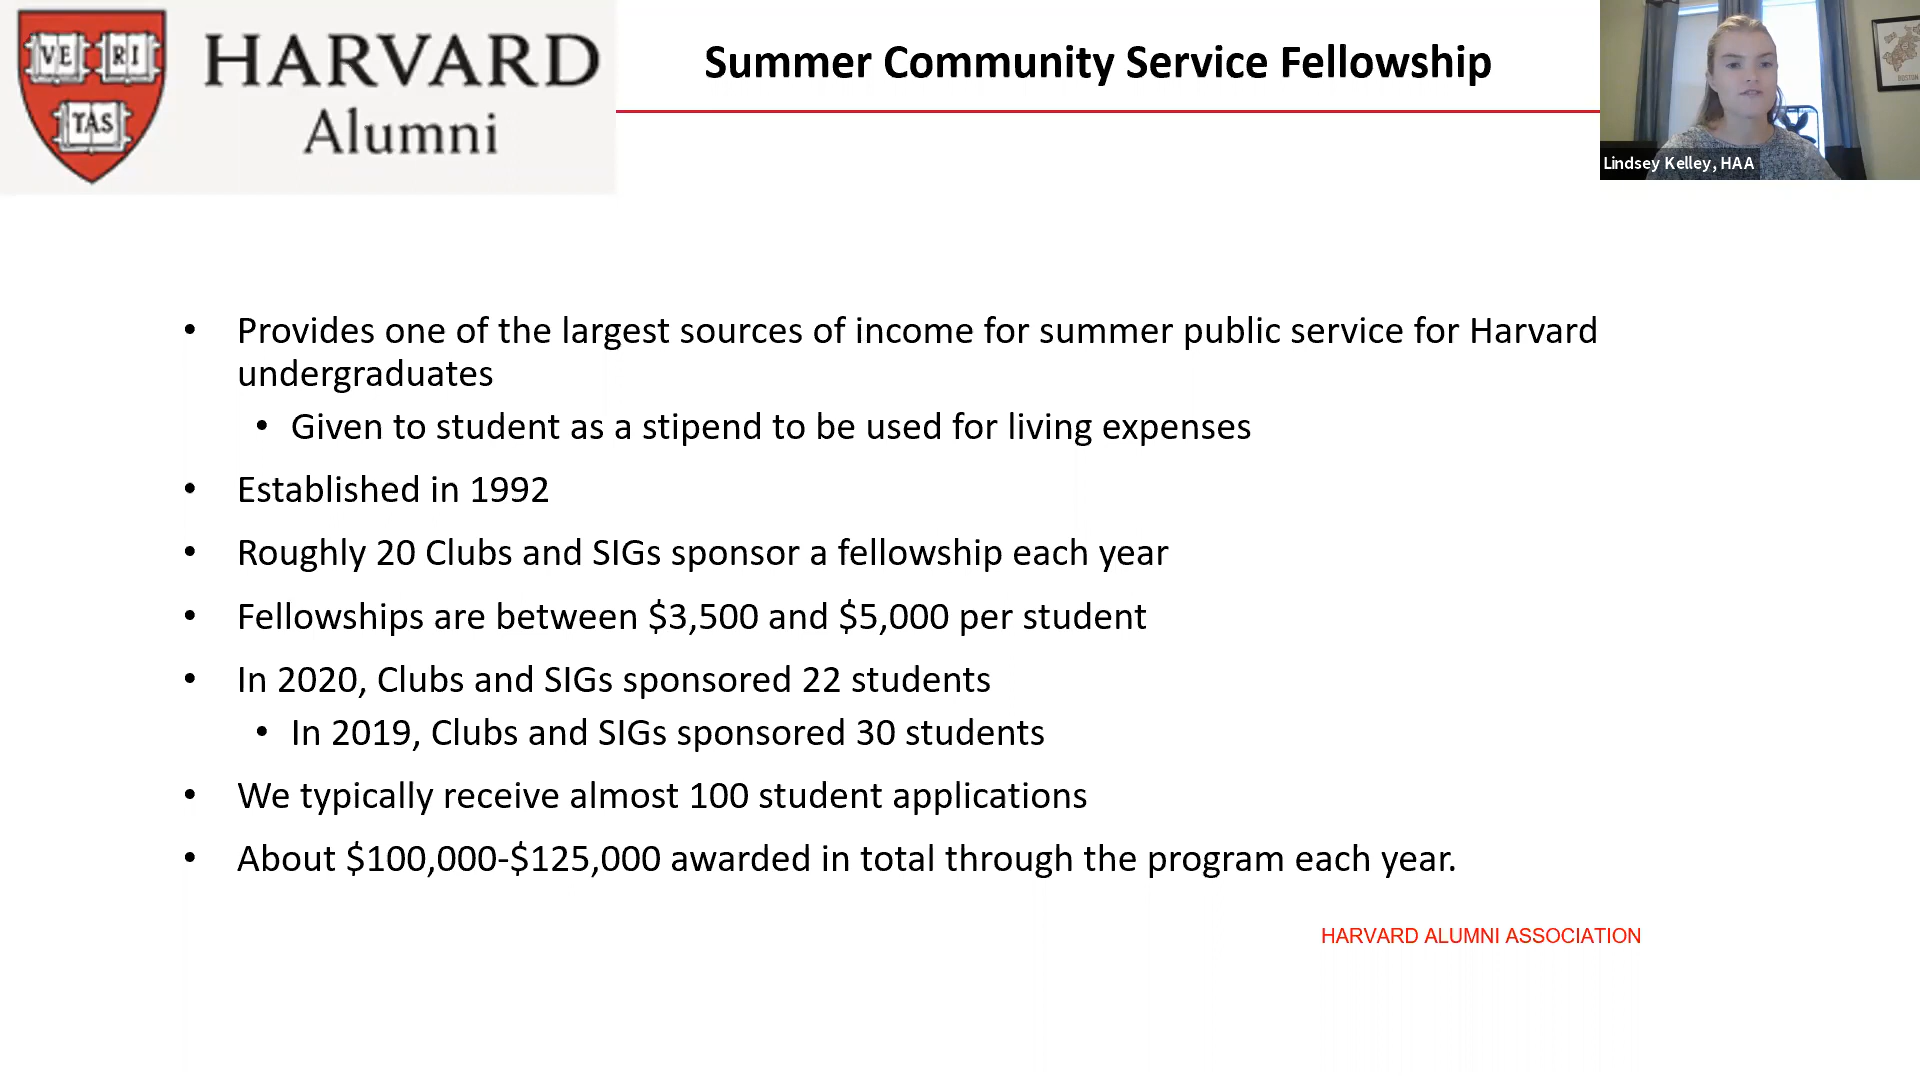 VE RI
TAS
HARVARD
Alumni
Summer Community Service Fellowship
BOSTON
Lindsey Kelley, HAA
• Provides one of the largest sources of income for summer public service for Harvard
undergraduates
• Given to student as a stipend to be used for living expenses
• Established in 1992
• Roughly 20 Clubs and SIGs sponsor a fellowship each year
• Fellowships are between $3,500 and $5,000 per student
• In 2020, Clubs and SIGs sponsored 22 students
• In 2019, Clubs and SIGs sponsored 30 students
• We typically receive almost 100 student applications
• About $100,000-$125,000 awarded in total through the program each year.
HARVARD ALUMNI ASSOCIATION